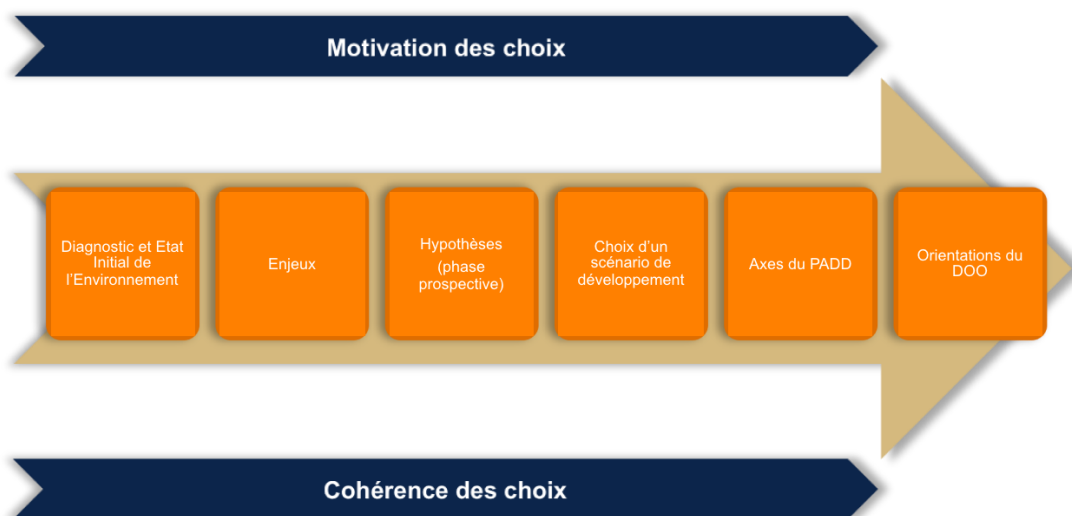 Motivation des choix
Diagnostic et Etat
Initial de
l'Environnement
Enjeux
Hypothèses
(phase
prospective)
Choix d'un
scénario de
développement
Axes du PADD
Orientations du
DOO
Cohérence des choix